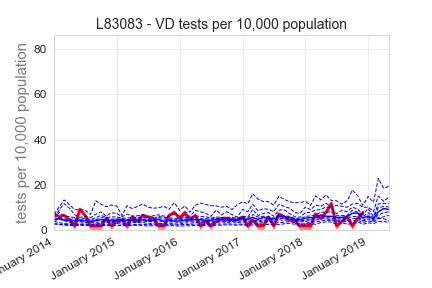 L83083 - VD tests per 10,000 population
tests per 10,000 population
80
60
40
20
0
2014
January 2015
January 2016
January 2017
January 2018
January 2019